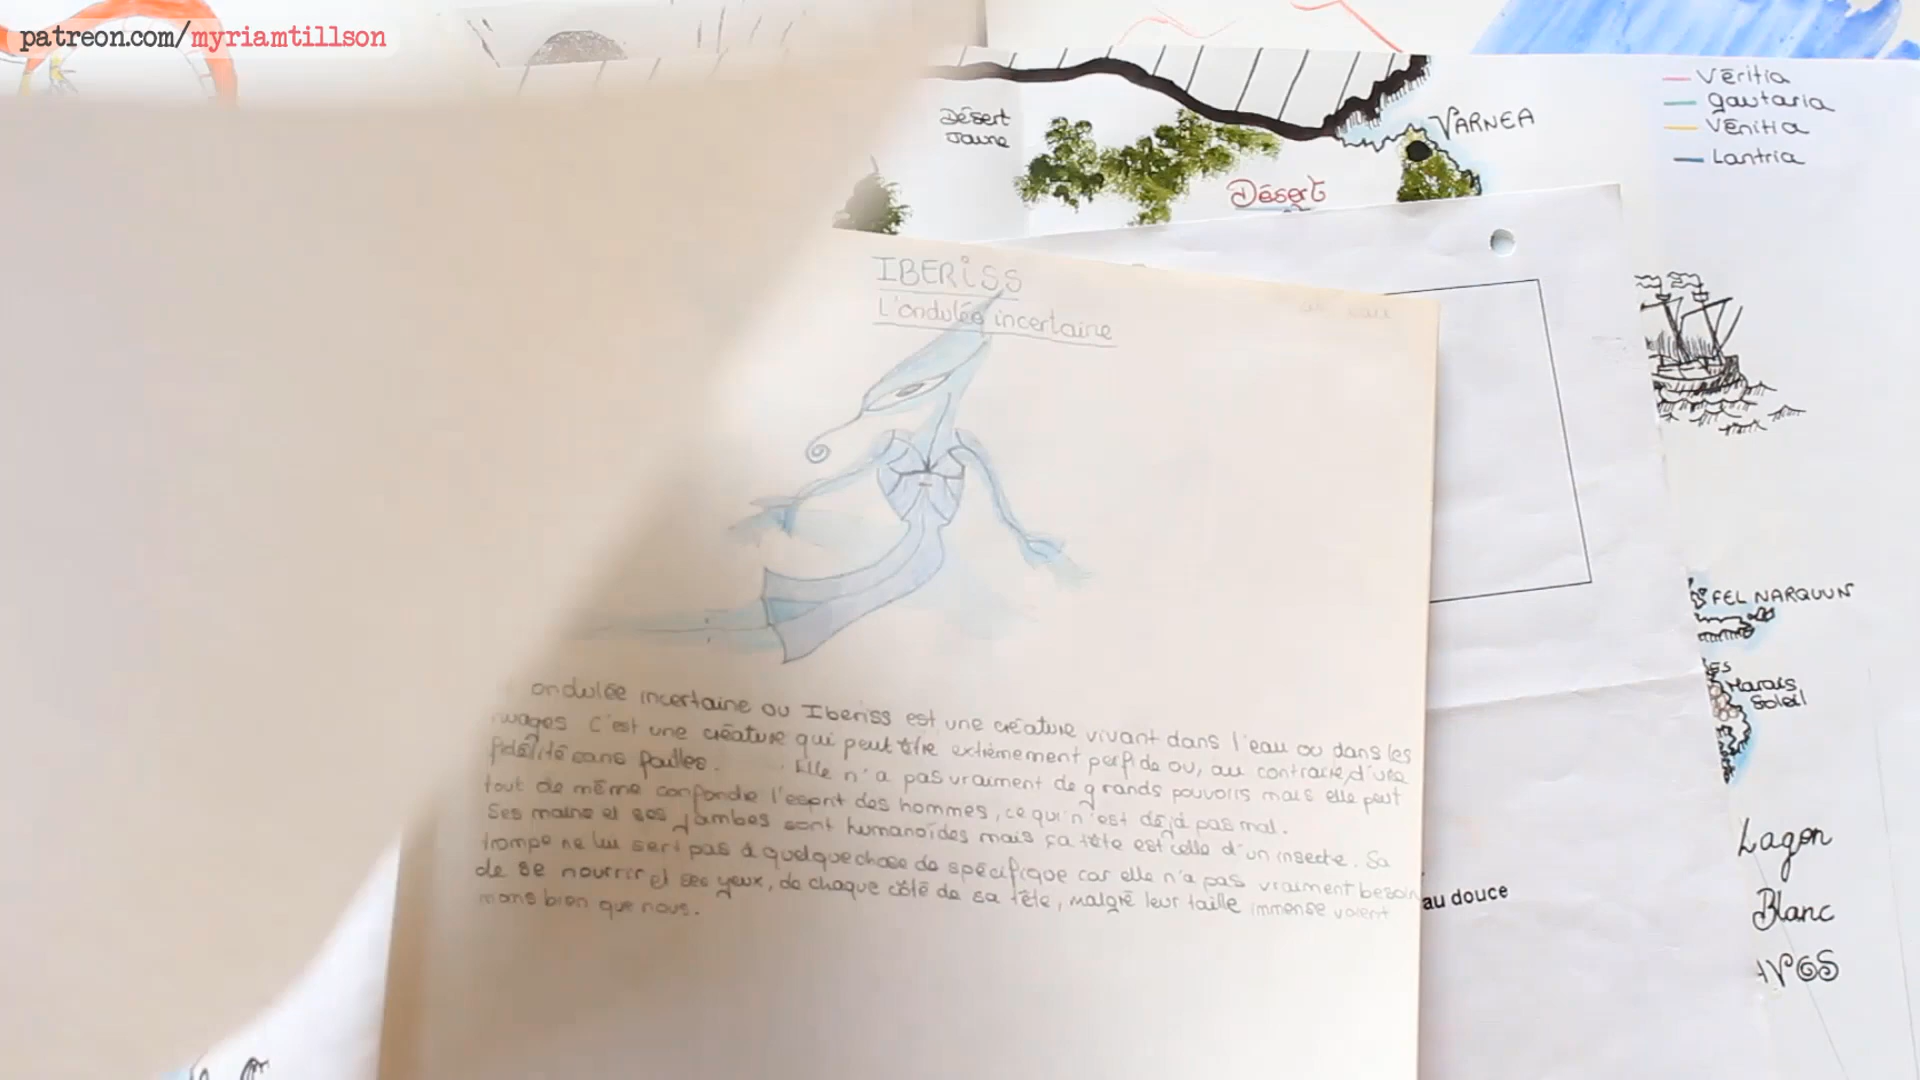 patreon.com/myriamtillson
Désert
Jaune
VARNEA
Désert
Véritia
gautaria
Vénitia
Lantria
IBERiSS
L'ondulée incertaine
ondulée incertaine ou Iberiss est une créature vivant dans l'eau ou dans les
C'est une créature qui peut être extrèmement perfide ou, au contraire, d'une
fidélité sans failles. Elle n'a pas vraiment de grands pouvoirs mais elle peut
tout de même confondre l'esprit des hommes, ce qui n'est déjà pas mal.
Ses mains et ses jambes sont humanoïdes mais ça tête est celle d'un insecte. Sa
trompe ne lui sert pas à quelquechose de spécifique car elle n'a pas vraiment besoin
de se nourrir et ses yeux, de chaque côté de sa tête, malgré leur taille immense voient
moins bien que nous.
FEL NARQUUN
Marais
Soleil
au douce
Lagon
Blanc